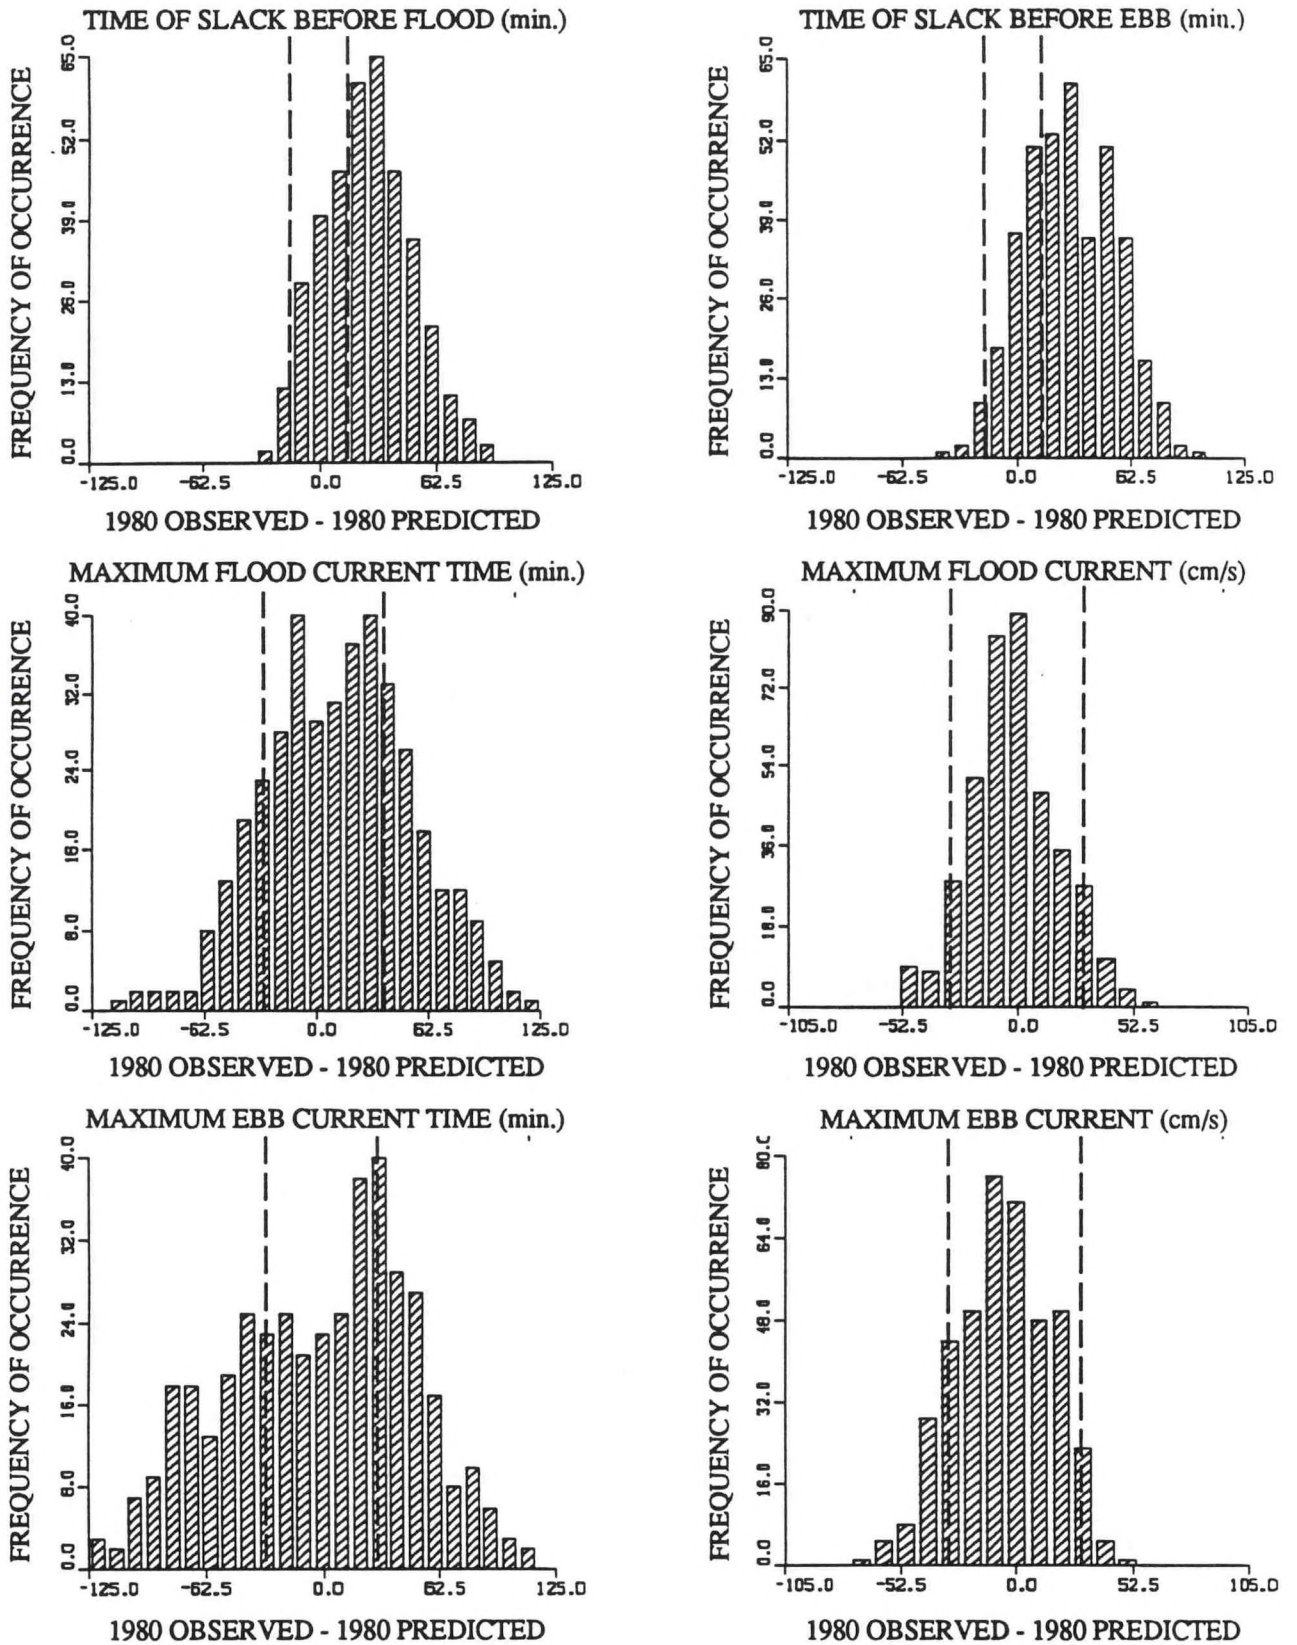 TIME OF SLACK BEFORE FLOOD (min.)
FREQUENCY OF OCCURRENCE
65.0
52.0
39.0
26.0
13.0
0.0
-125.0 -62.5 0.0 62.5 125.0
1980 OBSERVED - 1980 PREDICTED
TIME OF SLACK BEFORE EBB (min.)
FREQUENCY OF OCCURRENCE
65.0
52.0
39.0
26.0
13.0
0.0
-125.0 -62.5 0.0 62.5 125.0
1980 OBSERVED - 1980 PREDICTED
MAXIMUM FLOOD CURRENT TIME (min.)
FREQUENCY OF OCCURRENCE
40.0
32.0
24.0
16.0
8.0
0.0
-125.0 -62.5 0.0 62.5 125.0
1980 OBSERVED - 1980 PREDICTED
MAXIMUM FLOOD CURRENT (cm/s)
FREQUENCY OF OCCURRENCE
90.0
72.0
54.0
36.0
18.0
0.0
-105.0 -52.5 0.0 52.5 105.0
1980 OBSERVED - 1980 PREDICTED
MAXIMUM EBB CURRENT TIME (min.)
FREQUENCY OF OCCURRENCE
40.0
32.0
24.0
16.0
8.0
0.0
-125.0 -62.5 0.0 62.5 125.0
1980 OBSERVED - 1980 PREDICTED
MAXIMUM EBB CURRENT (cm/s)
FREQUENCY OF OCCURRENCE
80.0
64.0
48.0
32.0
16.0
0.0
-105.0 -52.5 0.0 52.5 105.0
1980 OBSERVED - 1980 PREDICTED